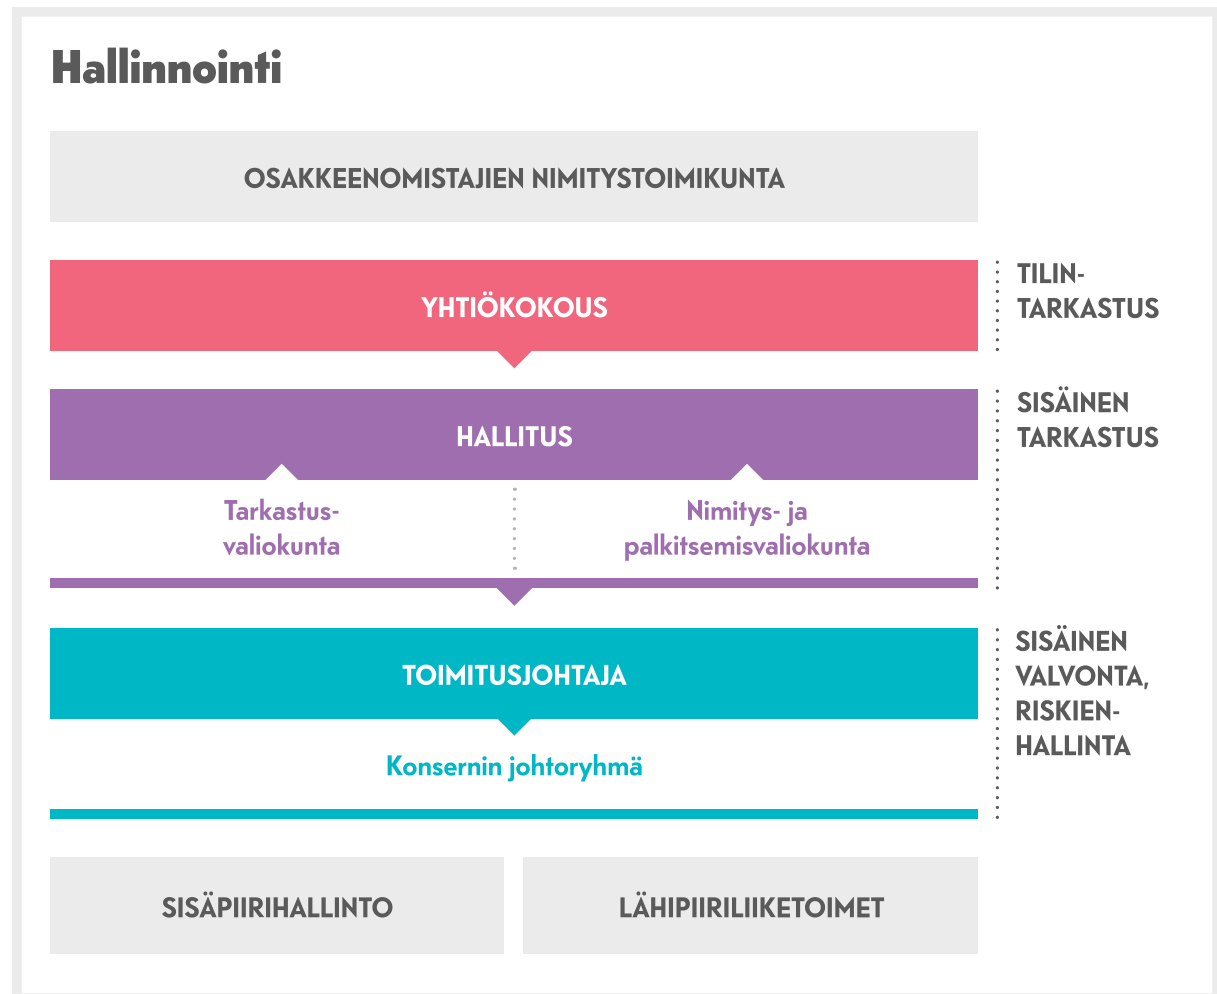 Hallinnointi
OSAKKEENOMISTAJIEN NIMITYSTOIMIKUNTA
YHTIÖKOKOUS
TILIN-
TARKASTUS
HALLITUS
SISÄINEN
TARKASTUS
Tarkastus-
valiokunta
Nimitys- ja
palkitsemisvaliokunta
TOIMITUSJOHTAJA
Konsernin johtoryhmä
SISÄINEN
VALVONTA,
RISKIEN-
HALLINTA
SISÄPIIRIHALLINTO
LÄHIPIIRILIIKETOIMET